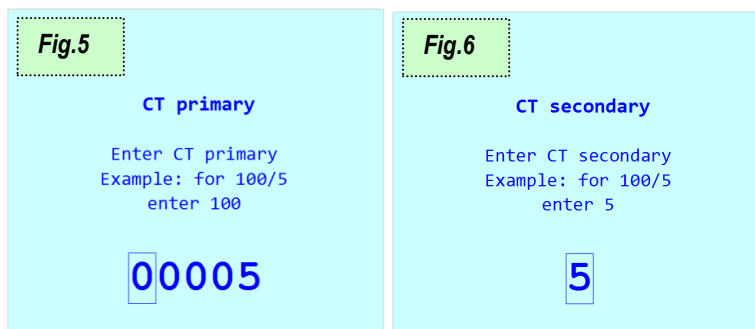 Fig.5
CT primary
Enter CT primary
Example: for 100/5
enter 100
00005
Fig.6
CT secondary
Enter CT secondary
Example: for 100/5
enter 5
5